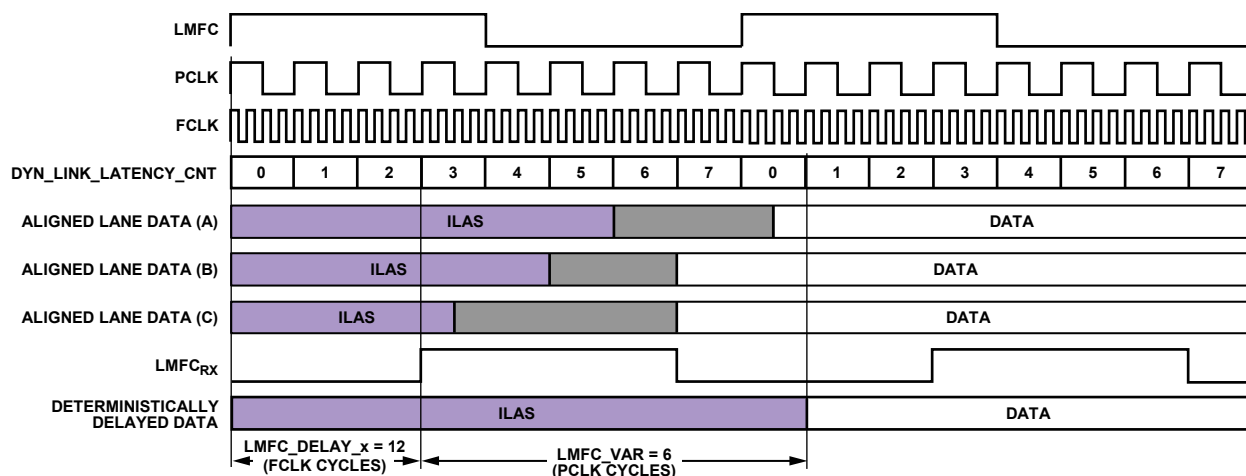 LMFC
PCLK
FCLK
DYN_LINK_LATENCY_CNT 0 1 2 3 4 5 6 7 0 1 2 3 4 5 6 7
ALIGNED LANE DATA (A) ILAS DATA
ALIGNED LANE DATA (B) ILAS DATA
ALIGNED LANE DATA (C) ILAS DATA
LMFCRX
DETERMINISTICALLY
DELAYED DATA
ILAS DATA
LMFC_DELAY_x = 12
(FCLK CYCLES)
LMFC_VAR = 6
(PCLK CYCLES)